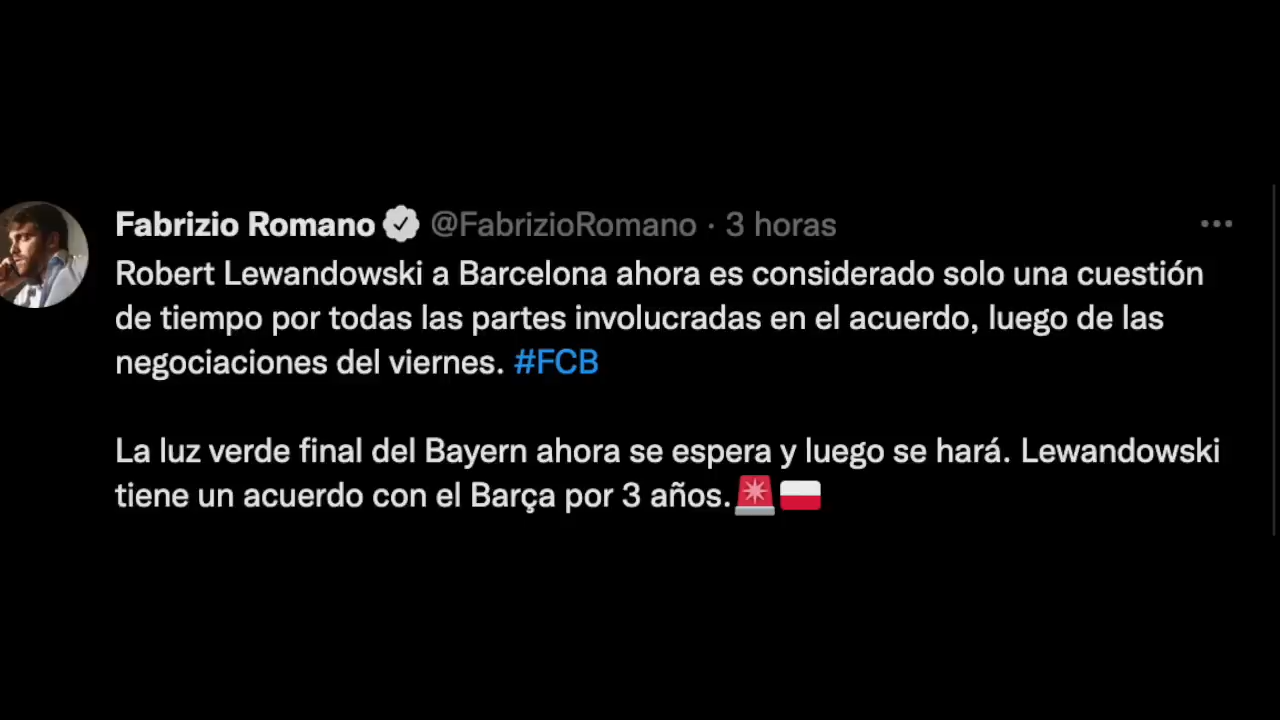 Fabrizio Romano @FabrizioRomano · 3 horas
Robert Lewandowski a Barcelona ahora es considerado solo una cuestión
de tiempo por todas las partes involucradas en el acuerdo, luego de las
negociaciones del viernes. #FCB
La luz verde final del Bayern ahora se espera y luego se hará. Lewandowski
tiene un acuerdo con el Barça por 3 años.🚨🇵🇱